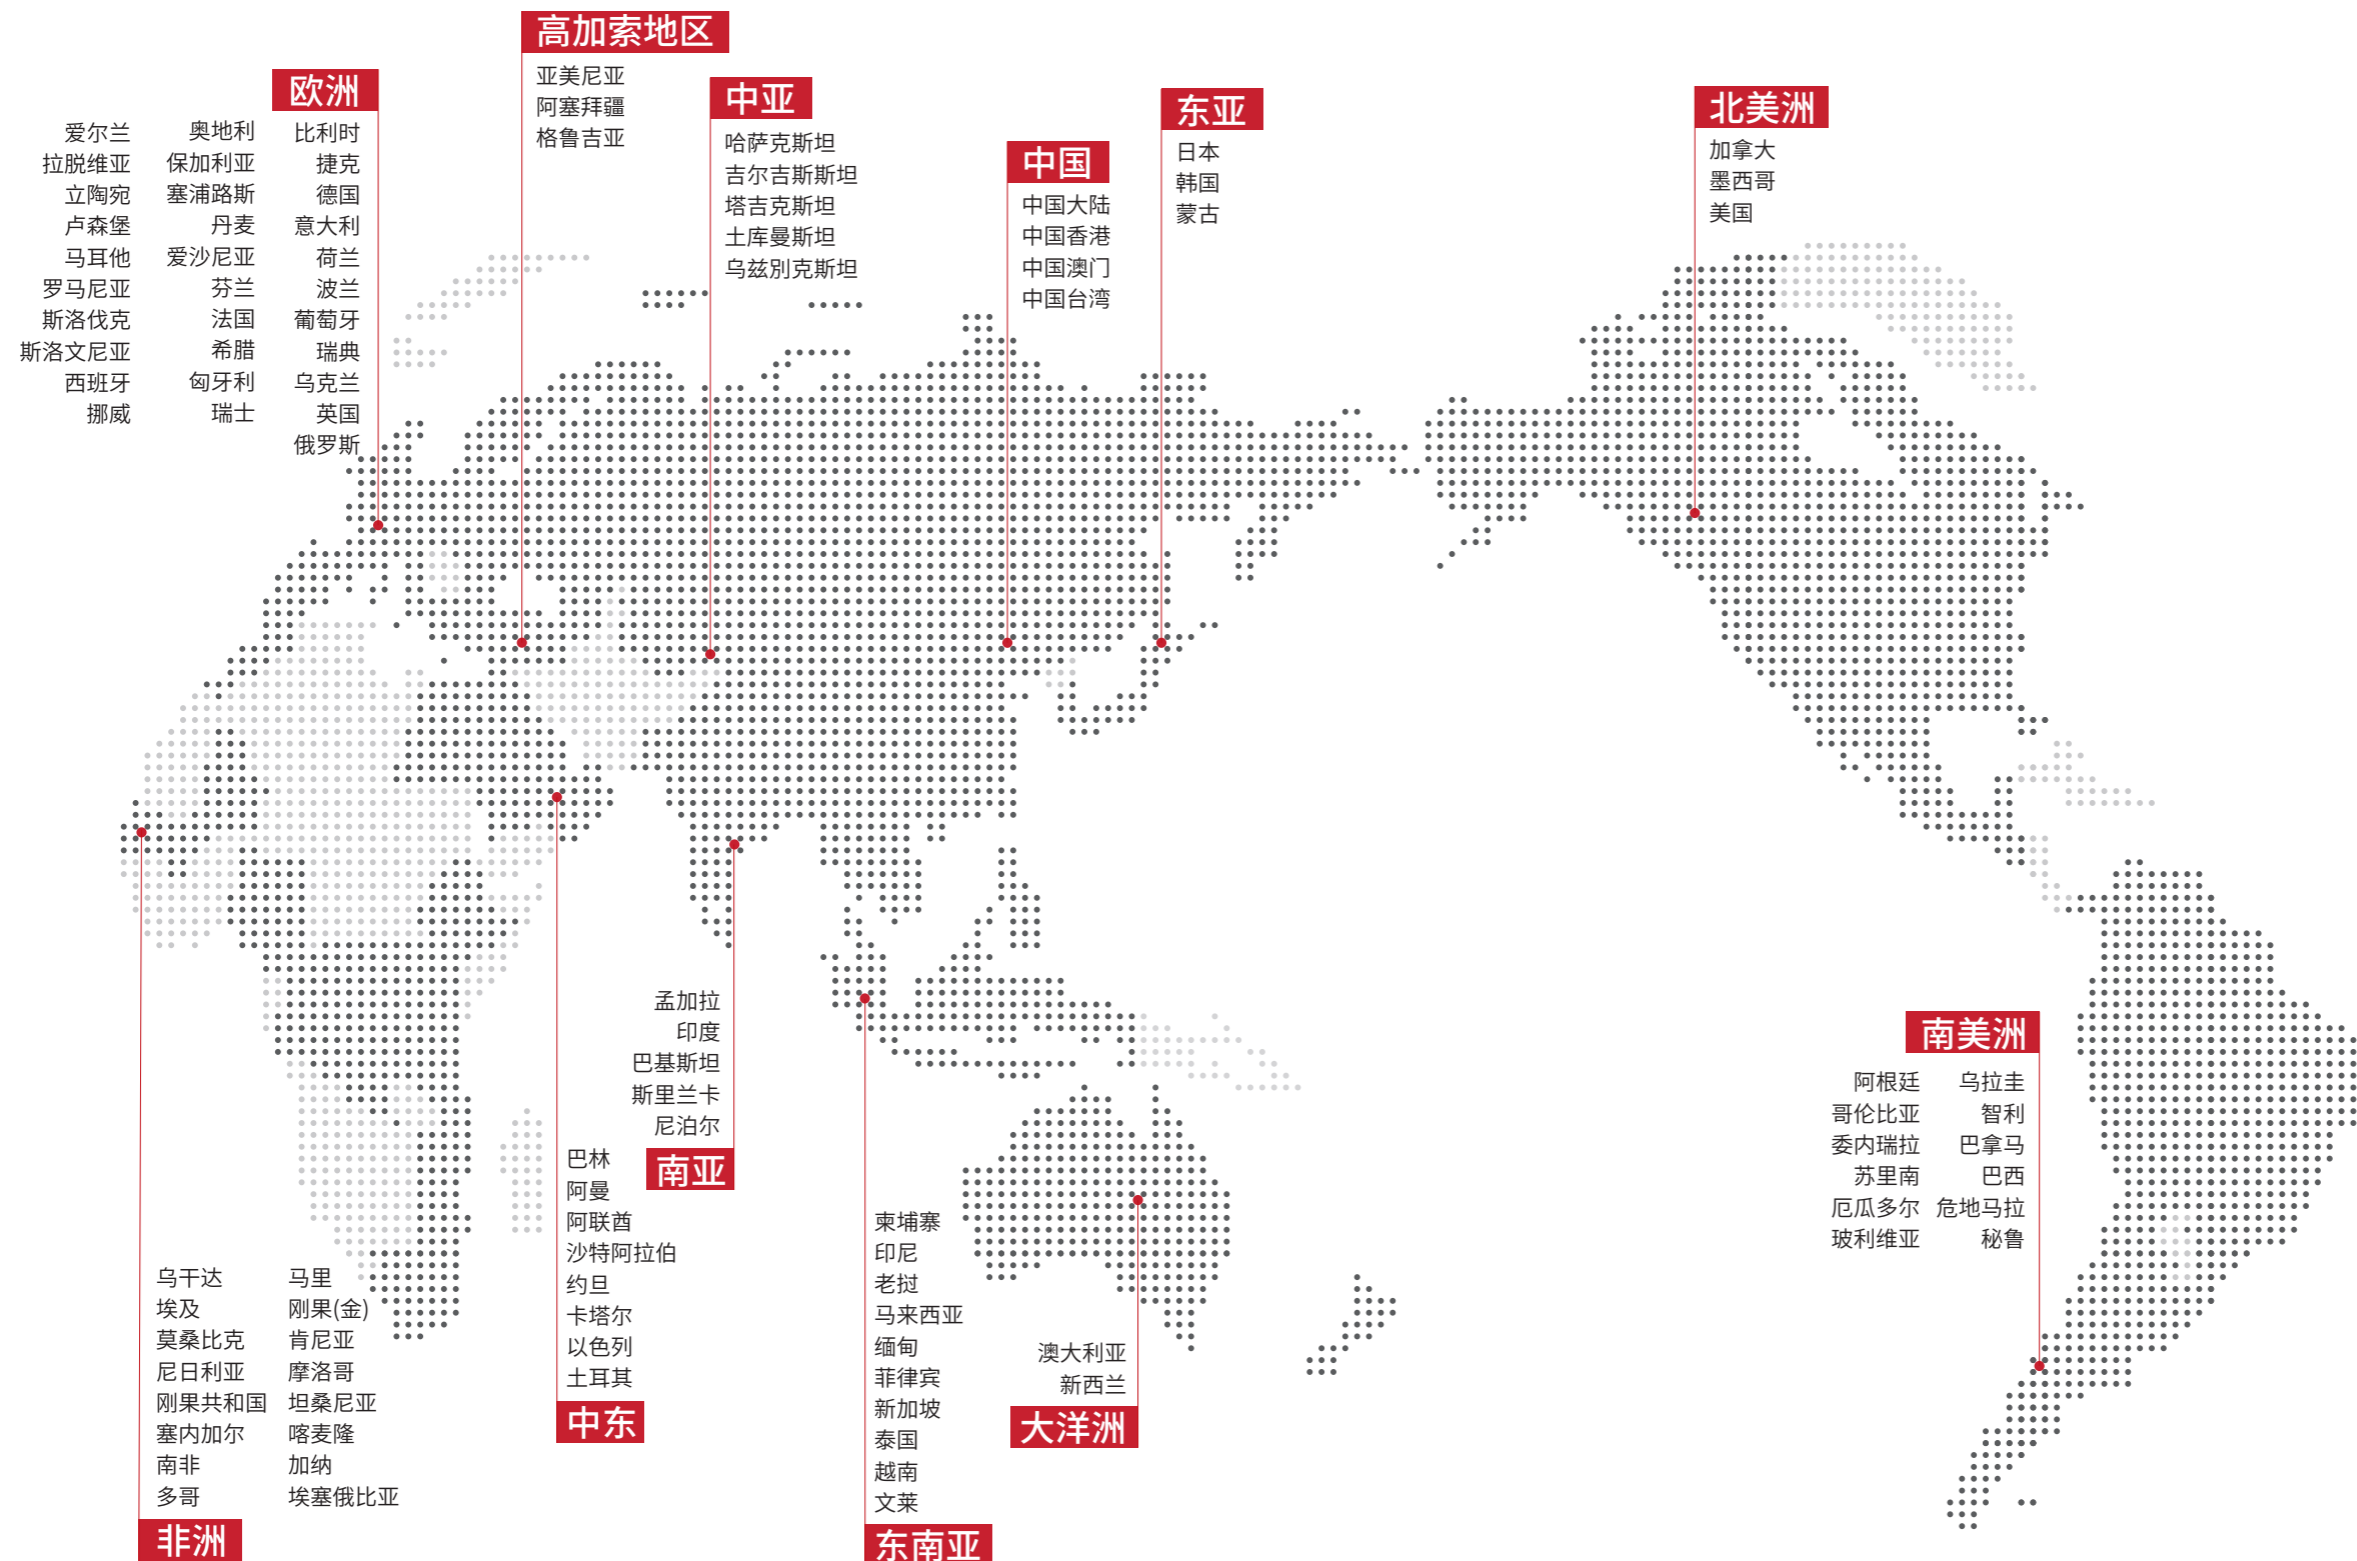 高加索地区
亚美尼亚
阿塞拜疆
格鲁吉亚
欧洲
爱尔兰
拉脱维亚
立陶宛
卢森堡
马耳他
罗马尼亚
斯洛伐克
斯洛文尼亚
西班牙
挪威
奥地利
保加利亚
塞浦路斯
丹麦
爱沙尼亚
芬兰
法国
希腊
匈牙利
瑞士
比利时
捷克
德国
意大利
荷兰
波兰
葡萄牙
瑞典
乌克兰
英国
俄罗斯
中亚
哈萨克斯坦
吉尔吉斯斯坦
塔吉克斯坦
土库曼斯坦
乌兹別克斯坦
中国
中国大陆
中国香港
中国澳门
中国台湾
东亚
日本
韩国
蒙古
北美洲
加拿大
墨西哥
美国
孟加拉
印度
巴基斯坦
斯里兰卡
尼泊尔
南亚
南美洲
阿根廷
哥伦比亚
委内瑞拉
苏里南
厄瓜多尔
玻利维亚
乌拉圭
智利
巴拿马
巴西
危地马拉
秘鲁
巴林
阿曼
阿联酋
沙特阿拉伯
约旦
卡塔尔
以色列
土耳其
中东
柬埔寨
印尼
老挝
马来西亚
缅甸
菲律宾
新加坡
泰国
越南
文莱
东南亚
澳大利亚
新西兰
大洋洲
乌干达
埃及
莫桑比克
尼日利亚
刚果共和国
塞内加尔
南非
多哥
马里
刚果(金)
肯尼亚
摩洛哥
坦桑尼亚
喀麦隆
加纳
埃塞俄比亚
非洲